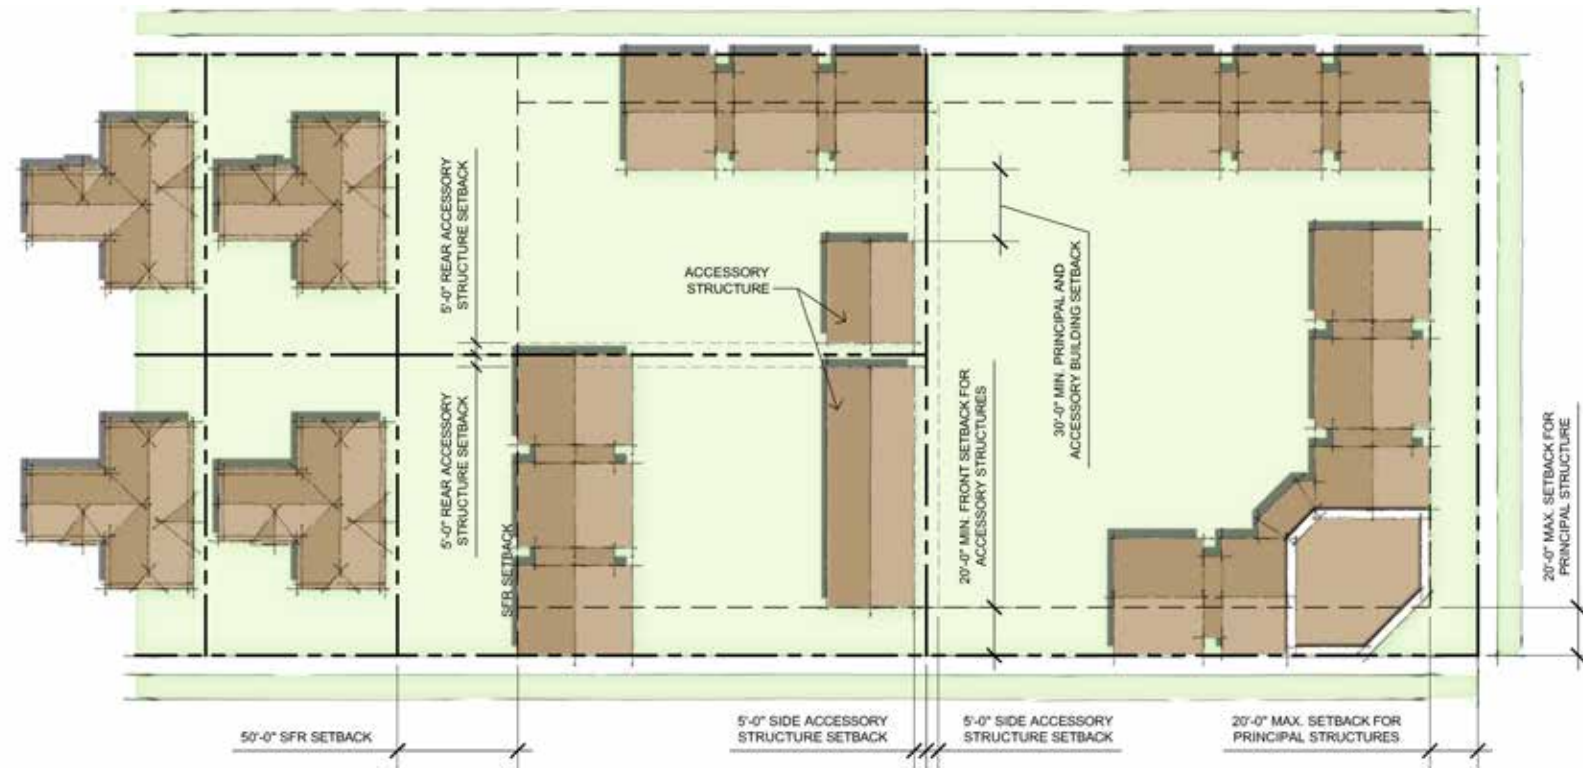 5'-0" REAR ACCESSORY
STRUCTURE SETBACK
ACCESSORY
STRUCTURE
30'-0" MIN. PRINCIPAL AND
ACCESSORY BUILDING SETBACK
5'-0" REAR ACCESSORY
STRUCTURE SETBACK
SFR SETBACK
20'-0" MIN. FRONT SETBACK FOR
ACCESSORY STRUCTURES
20'-0" MAX. SETBACK FOR
PRINCIPAL STRUCTURE
50'-0" SFR SETBACK
5'-0" SIDE ACCESSORY
STRUCTURE SETBACK
5'-0" SIDE ACCESSORY
STRUCTURE SETBACK
20'-0" MAX. SETBACK FOR
PRINCIPAL STRUCTURES